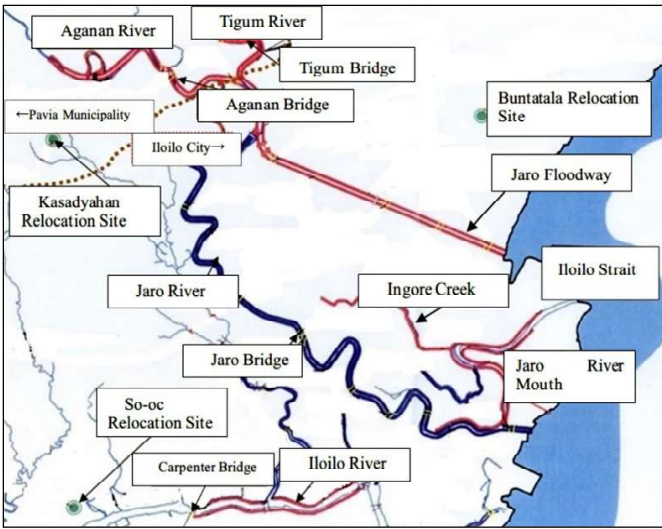 Aganan River
Tigum River
Tigum Bridge
Aganan Bridge
Buntatala Relocation
Site
←Pavia Municipality
Iloilo City→
Kasadyahan
Relocation Site
Jaro Floodway
Iloilo Strait
Jaro River
Ingore Creek
Jaro Bridge
Jaro River
Mouth
So-oc
Relocation Site
Carpenter Bridge
Iloilo River